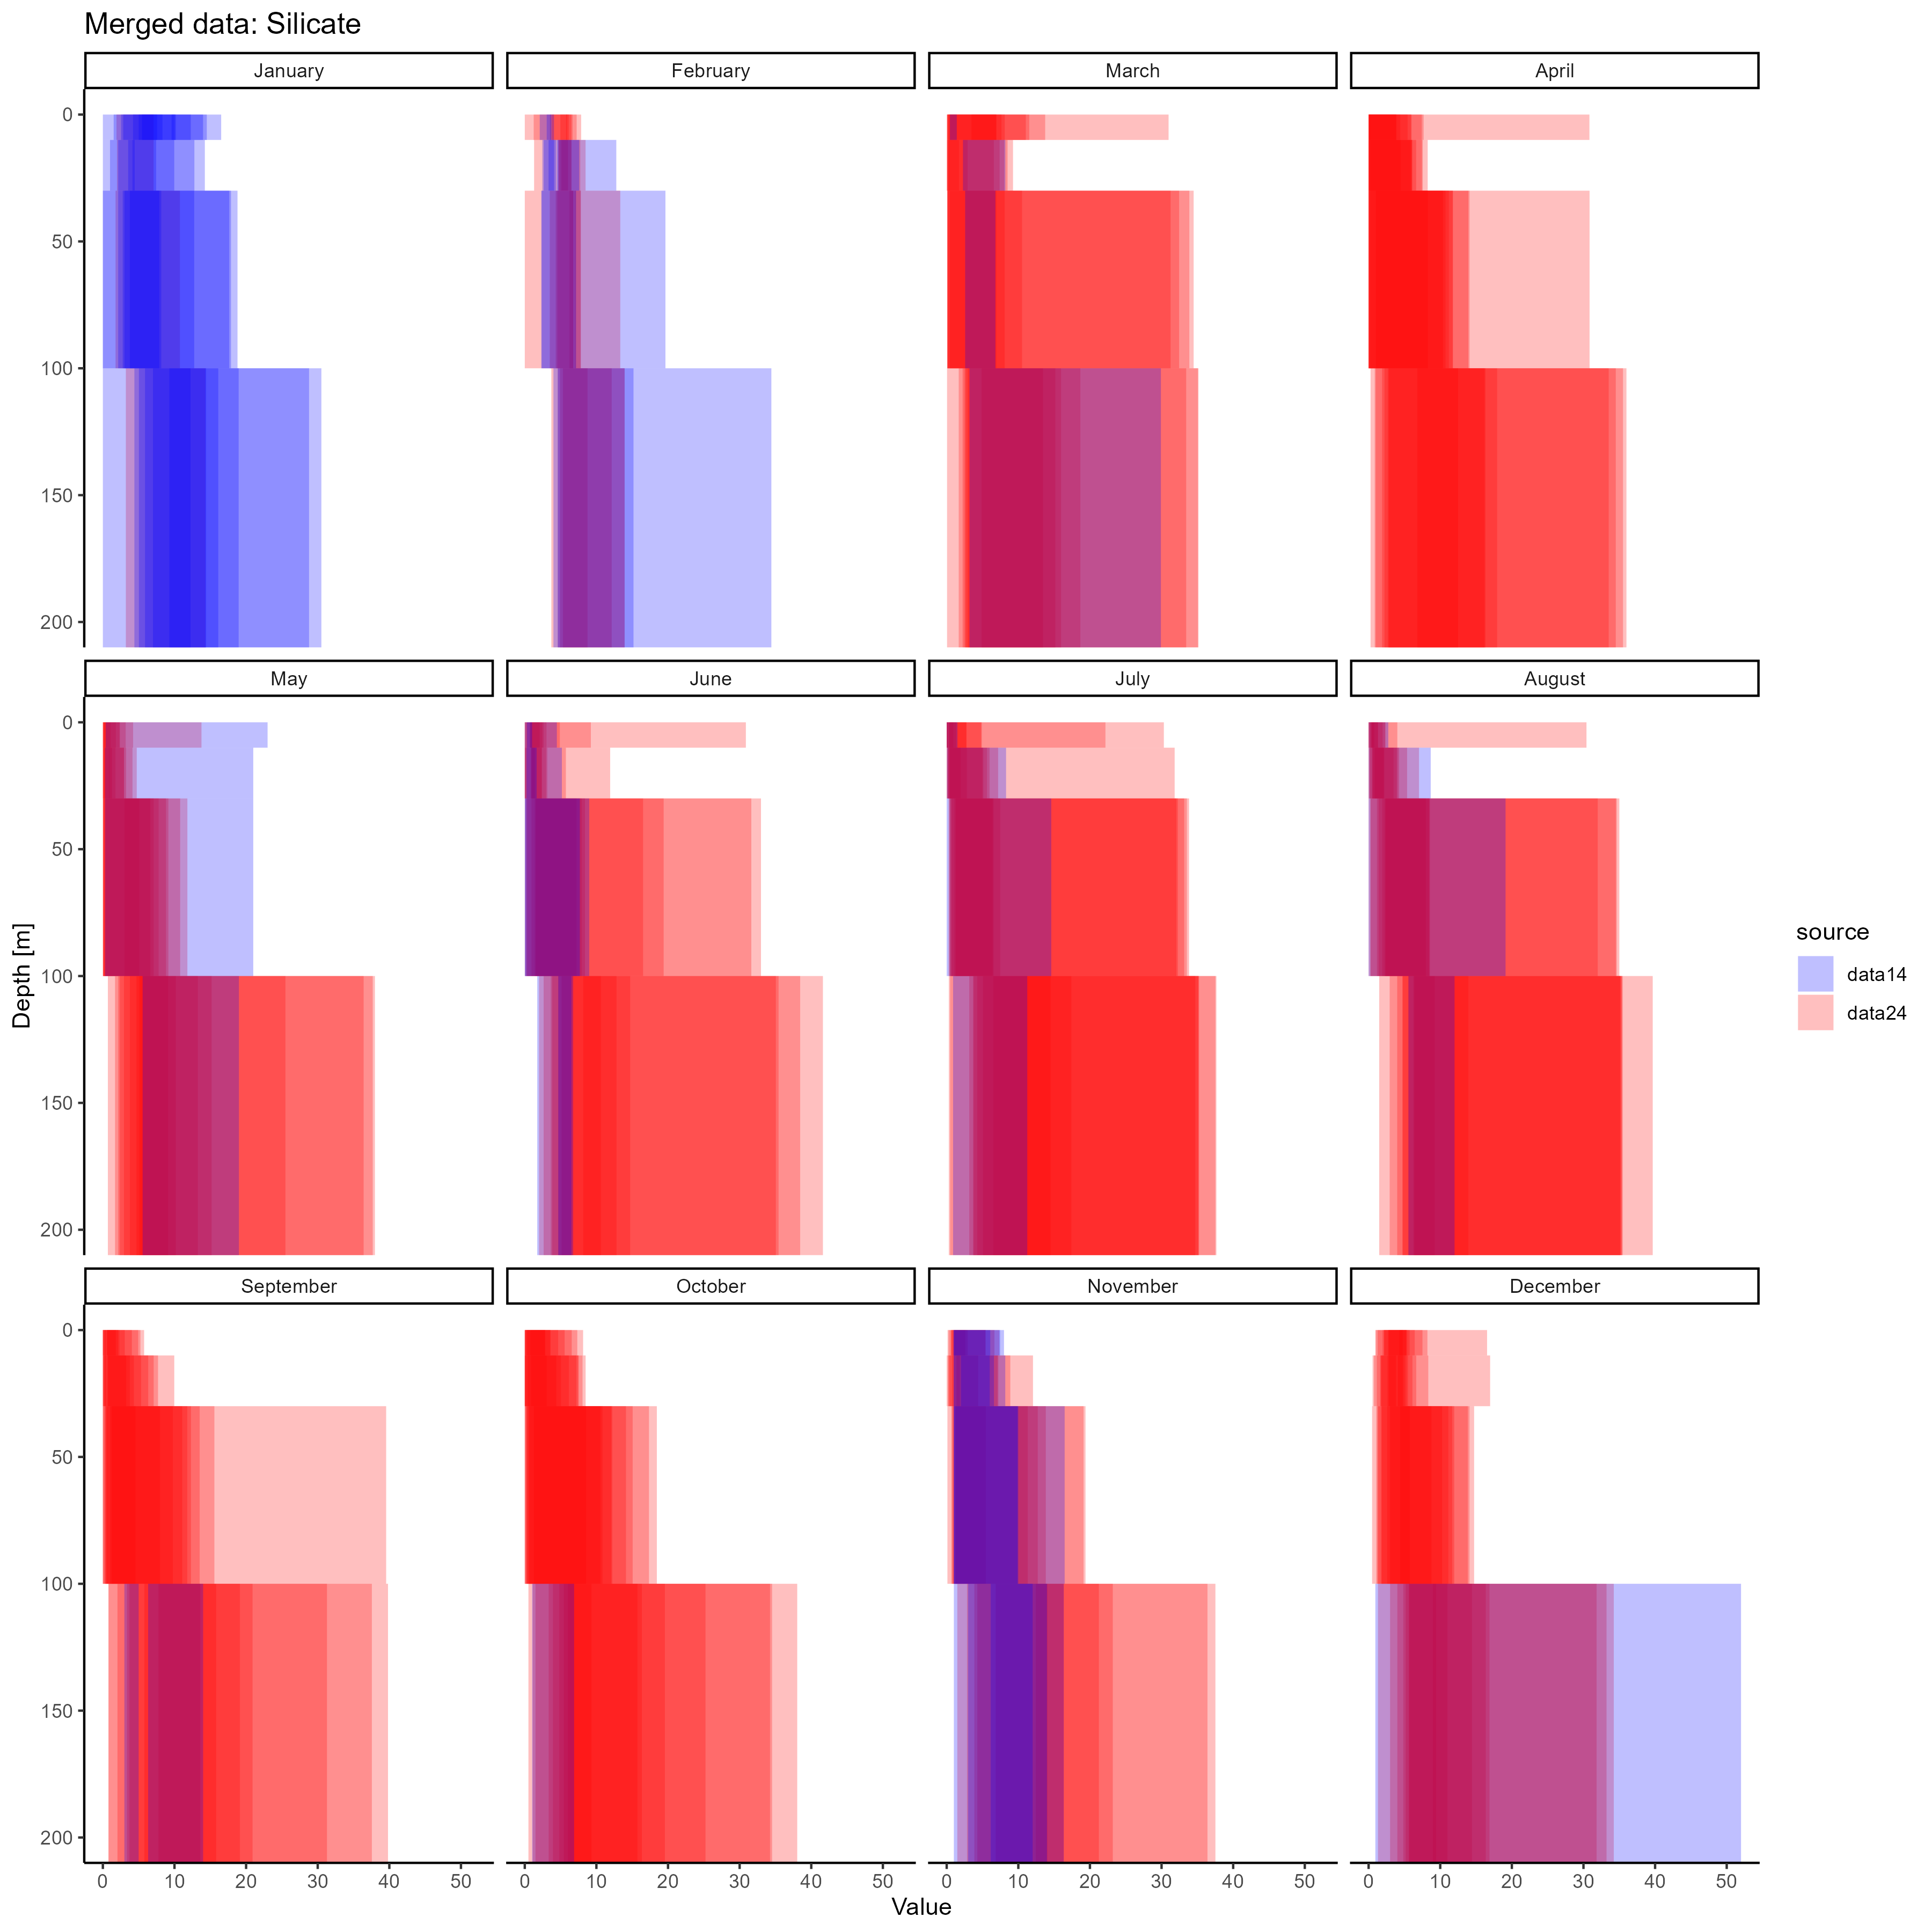 Merged data: Silicate
January February March April
0
50
100
150
200
May June July August
0
50
100
150
200
September October November December
0
50
100
150
200
0 10 20 30 40 50 0 10 20 30 40 50 0 10 20 30 40 50 0 10 20 30 40 50
Value
Depth [m]
source
data14
data24